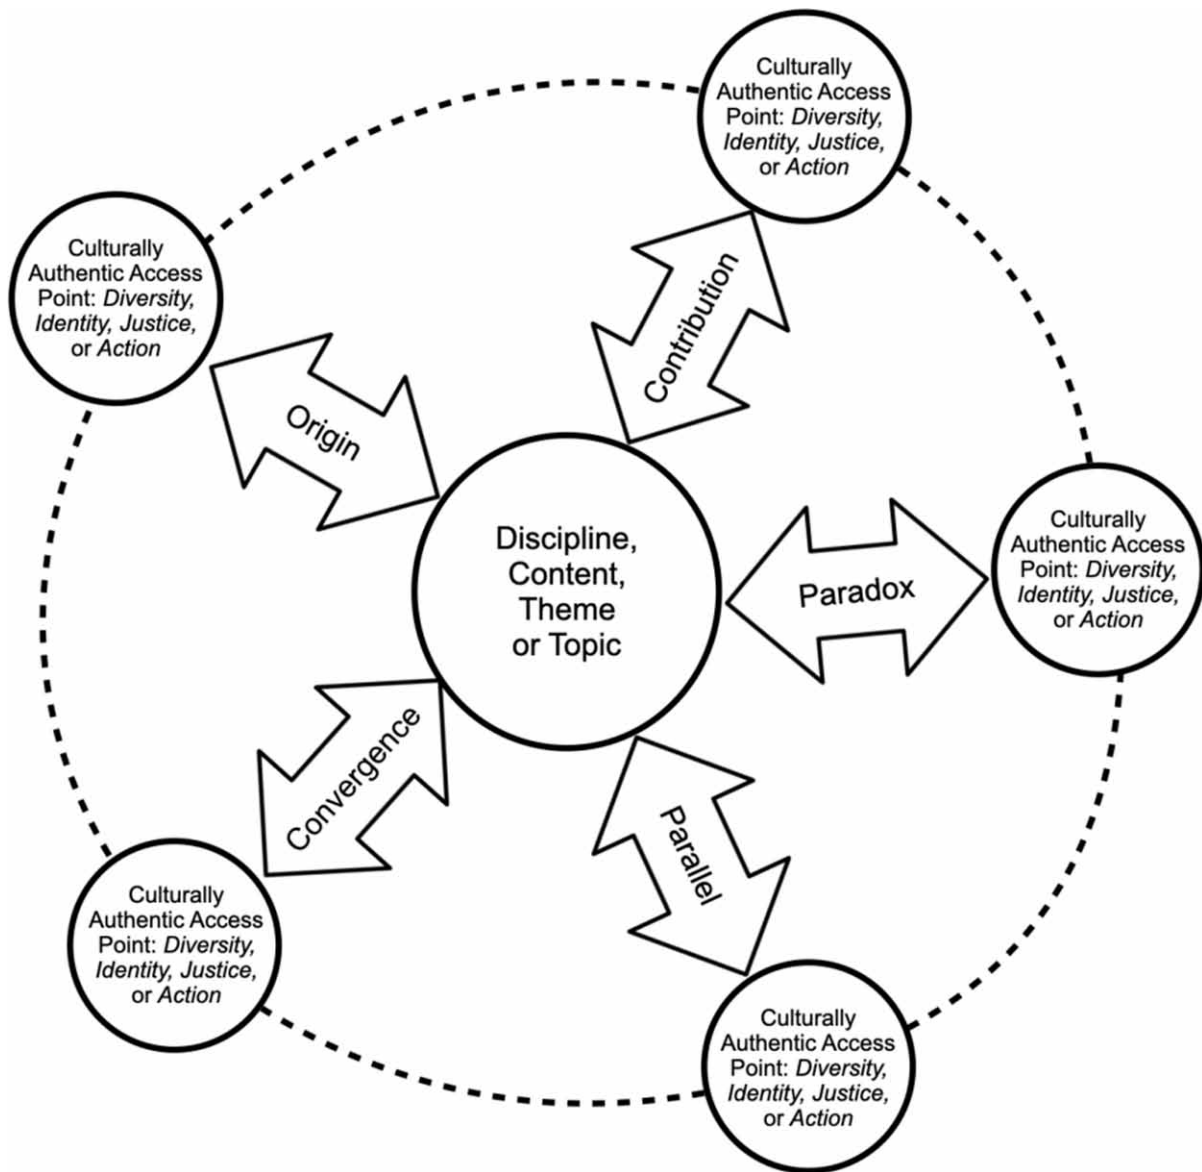 Culturally
Authentic Access
Point: Diversity,
Identity, Justice,
or Action
Culturally
Authentic Access
Point: Diversity,
Identity, Justice,
or Action
Contribution
Origin
Discipline,
Content,
Theme
or Topic
Paradox
Culturally
Authentic Access
Point: Diversity,
Identity, Justice,
or Action
Convergence
Parallel
Culturally
Authentic Access
Point: Diversity,
Identity, Justice,
or Action
Culturally
Authentic Access
Point: Diversity,
Identity, Justice,
or Action